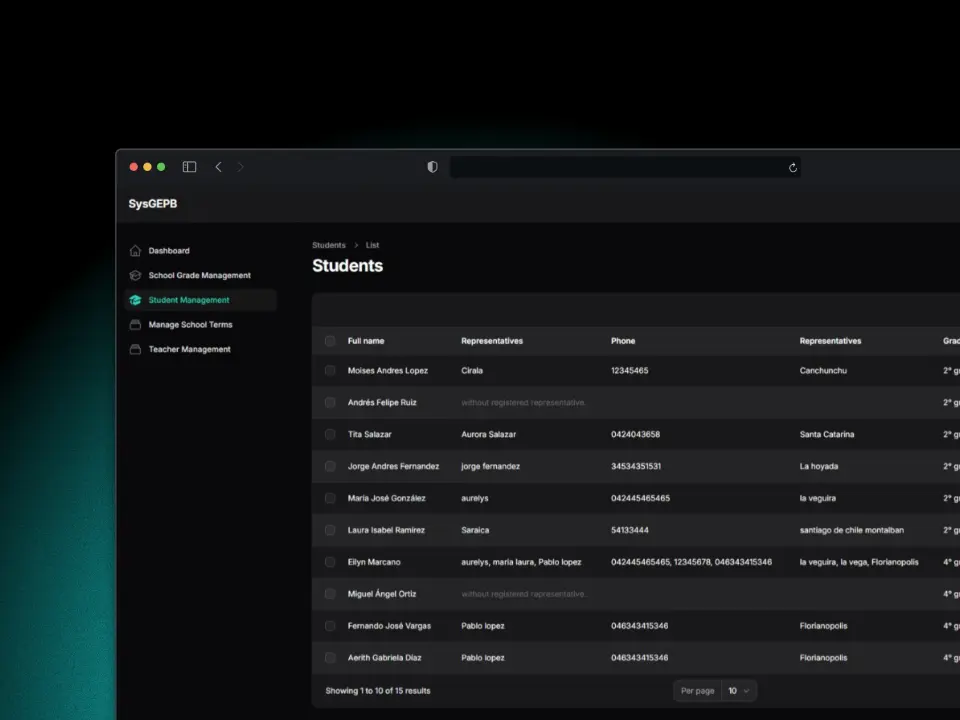 SysGEPB
Dashboard
School Grade Management
Student Management
Manage School Terms
Teacher Management
Students > List
Students
Full name Representatives Phone Representatives Grad
Moises Andres Lopez Cirala 12345465 Canchunchu 2° g
Andrés Felipe Ruiz without registered representative. 2° g
Tita Salazar Aurora Salazar 0424043658 Santa Catarina 2° g
Jorge Andres Fernandez jorge fernandez 34534351531 La hoyada 2° g
María José González aurelys 042445465465 la veguira 2° g
Laura Isabel Ramírez Saraica 54133444 santiago de chile montalban 2° g
Eilyn Marcano aurelys, maria laura, Pablo lopez 042445465465, 12345678, 046343415346 la veguira, la vega, Florianopolis 4° g
Miguel Ángel Ortiz without registered representative. 4° g
Fernando José Vargas Pablo lopez 046343415346 Florianopolis 4° g
Aerith Gabriela Díaz Pablo lopez 046343415346 Florianopolis 4° g
Showing 1 to 10 of 15 results Per page 10